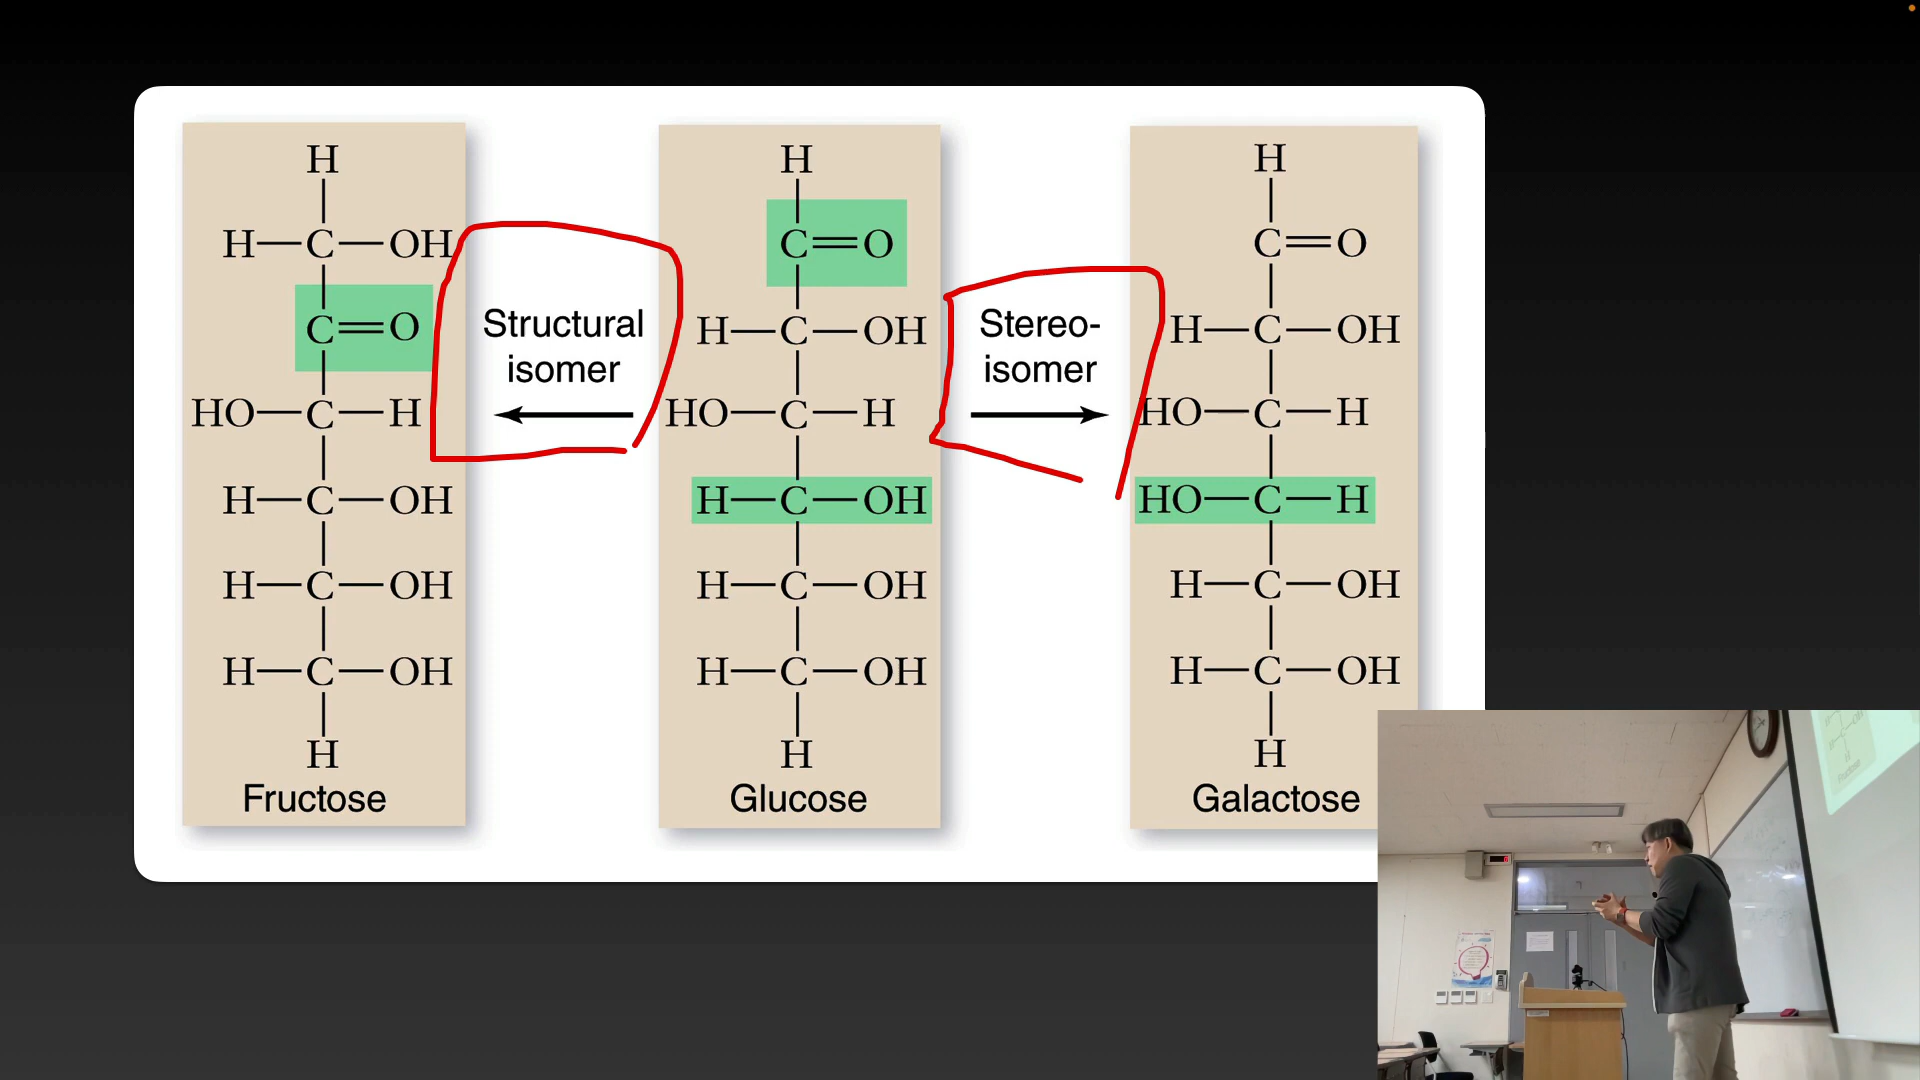 H
H—C—OH
C=O
HO—C—H
H—C—OH
H—C—OH
H—C—OH
H
Fructose
Structural
isomer
H
C=O
H—C—OH
HO—C—H
H—C—OH
H—C—OH
H—C—OH
H
Glucose
Stereo-
isomer
H
C=O
H—C—OH
HO—C—H
HO—C—H
H—C—OH
H—C—OH
H
Galactose